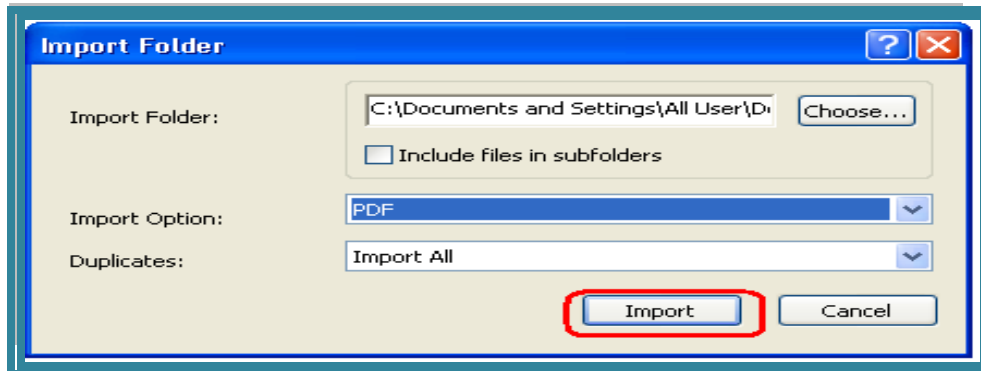 Import Folder
Import Folder: C:\Documents and Settings\All User\D Choose...
Include files in subfolders
Import Option: PDF
Duplicates: Import All
Import Cancel